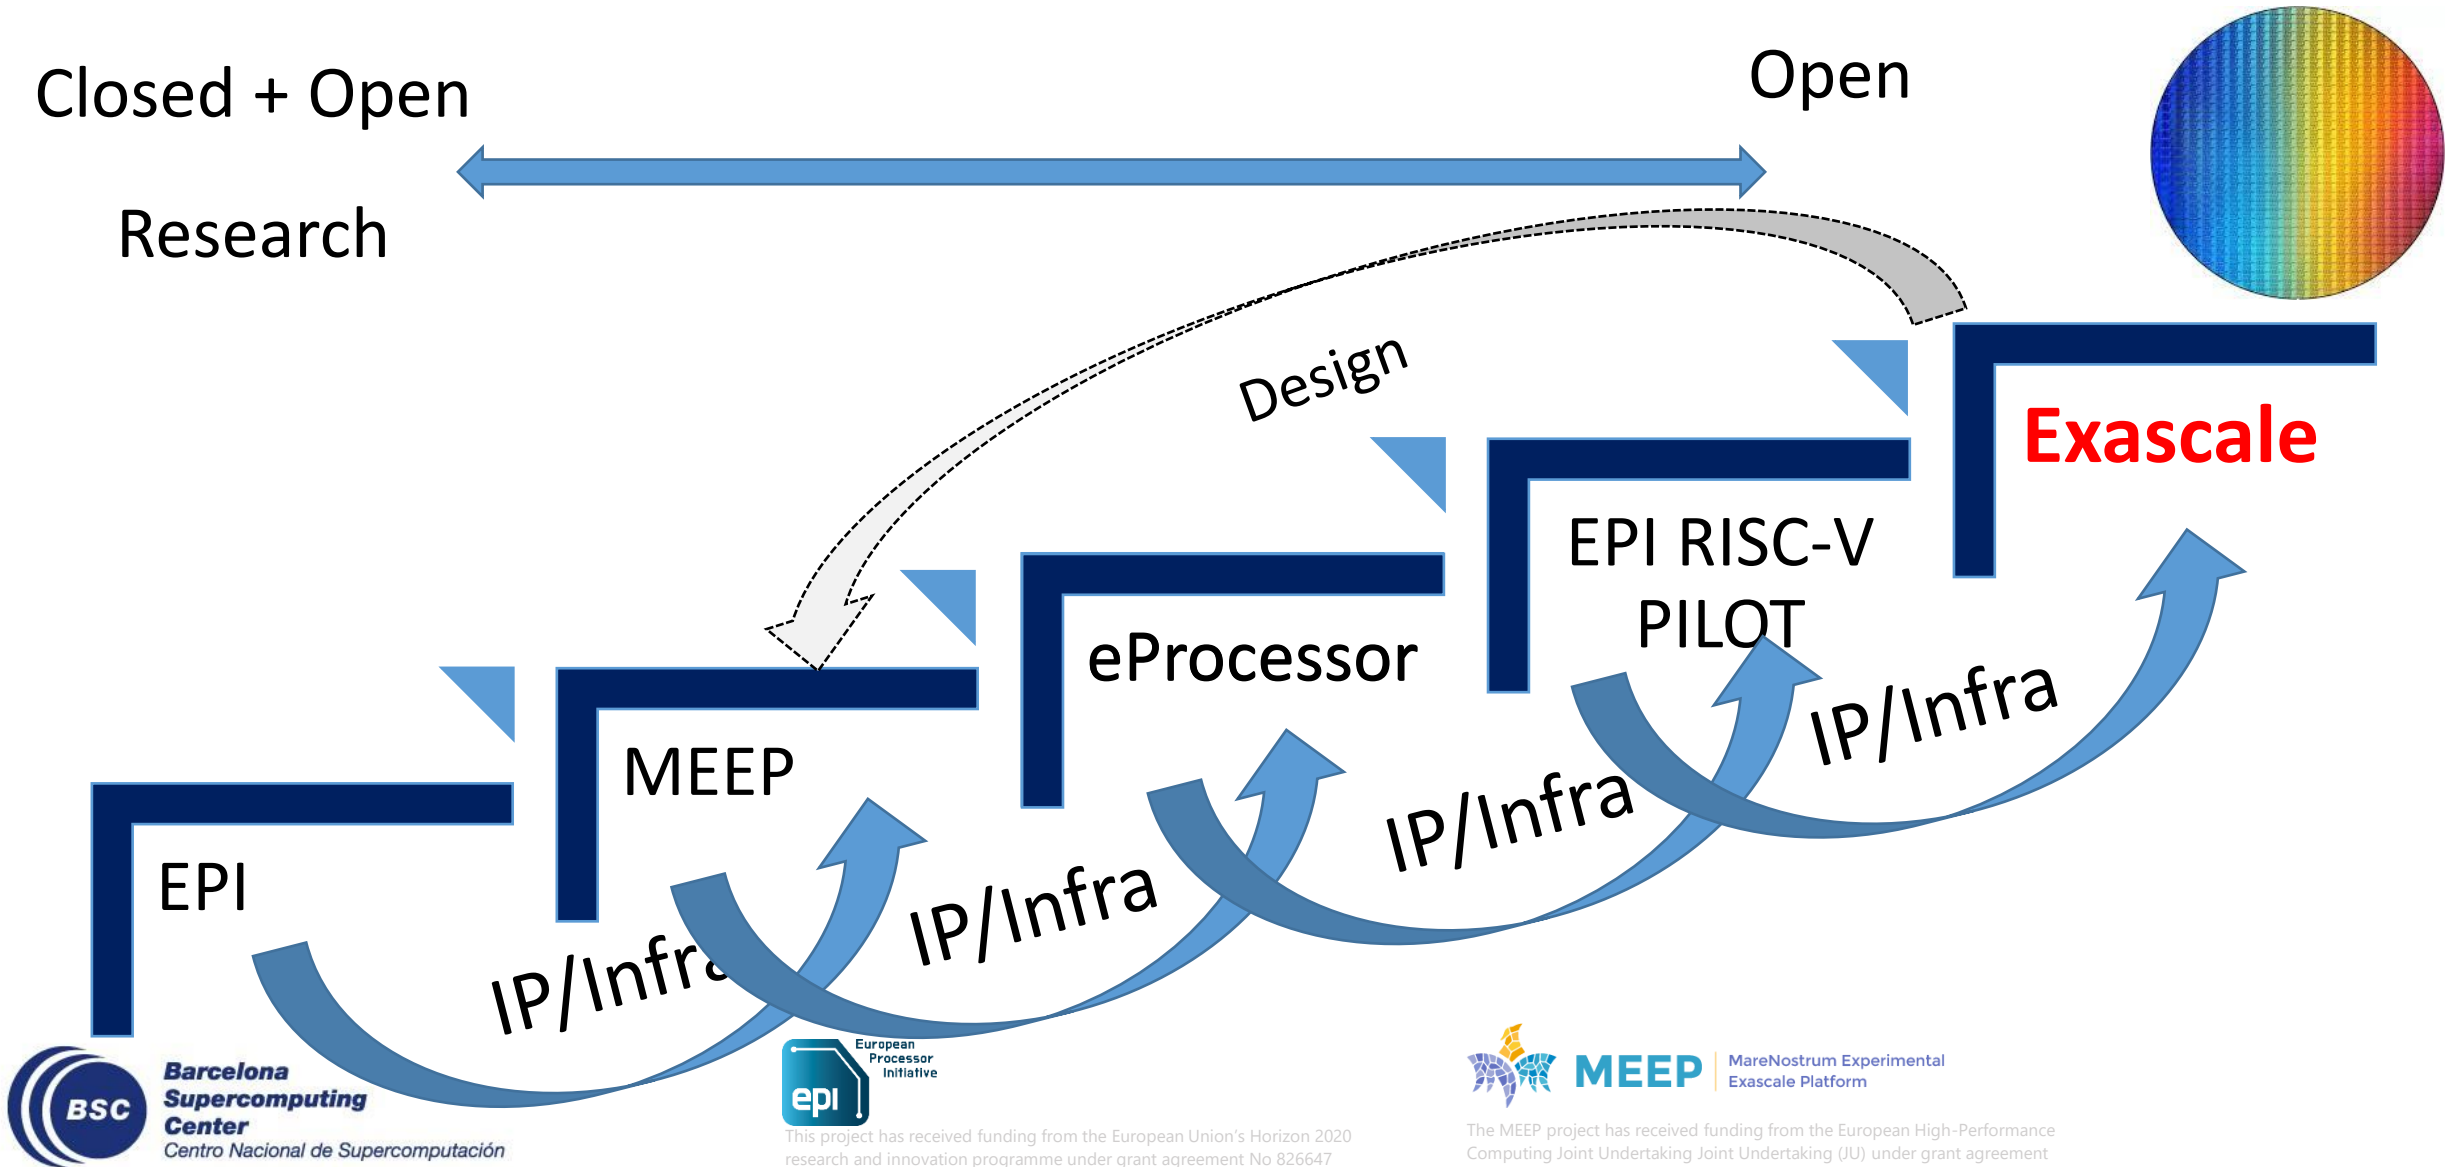 Closed + Open
Open
Research
Design
Exascale
EPI RISC-V
PILOT
eProcessor
IP/Infra
MEEP
IP/Infra
EPI
IP/Infra
IP/Infra
BSC
Barcelona
Supercomputing
Center
Centro Nacional de Supercomputación
epi
European
Processor
Initiative
This project has received funding from the European Union's Horizon 2020
research and innovation programme under grant agreement No 826647
MEEP
MareNostrum Experimental
Exascale Platform
The MEEP project has received funding from the European High-Performance
Computing Joint Undertaking Joint Undertaking (JU) under grant agreement